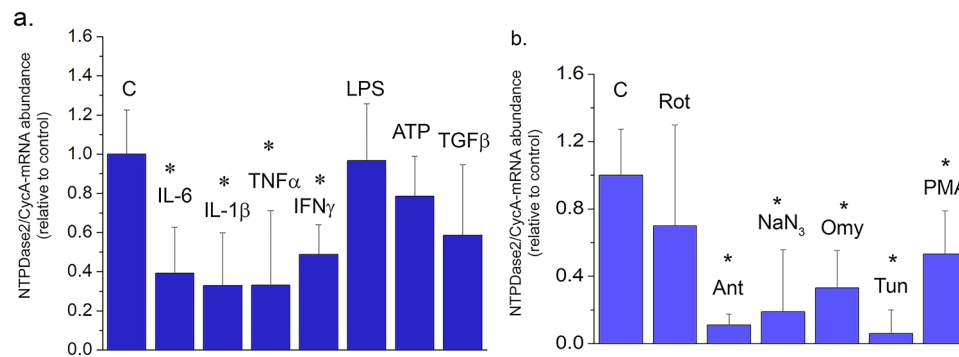 a.
NTPDase2/CycA-mRNA abundance
(relative to control)
1.6
1.4
1.2
1.0
0.8
0.6
0.4
0.2
0.0
C
*
IL-6
*
IL-1β
*
TNFα
*
IFNγ
LPS
ATP
TGFβ
b.
NTPDase2/CycA-mRNA abundance
(relative to control)
1.6
1.2
0.8
0.4
0.0
C
Rot
*
Ant
*
NaN3
*
Omy
*
Tun
*
PMA